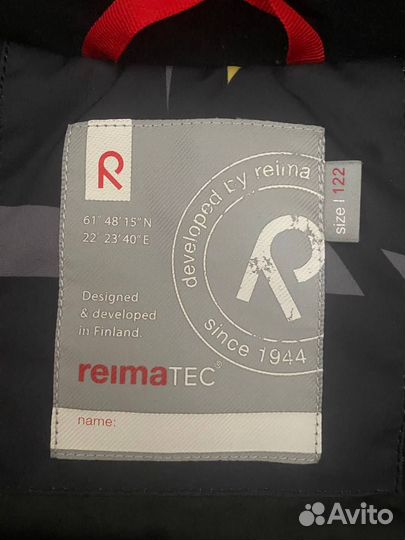 R
61° 48' 15"N
22° 23'40"E
Designed
& developed
in Finland.
reimaTEC®
name:
developed by reima
since 1944
R
size | 122
Avito